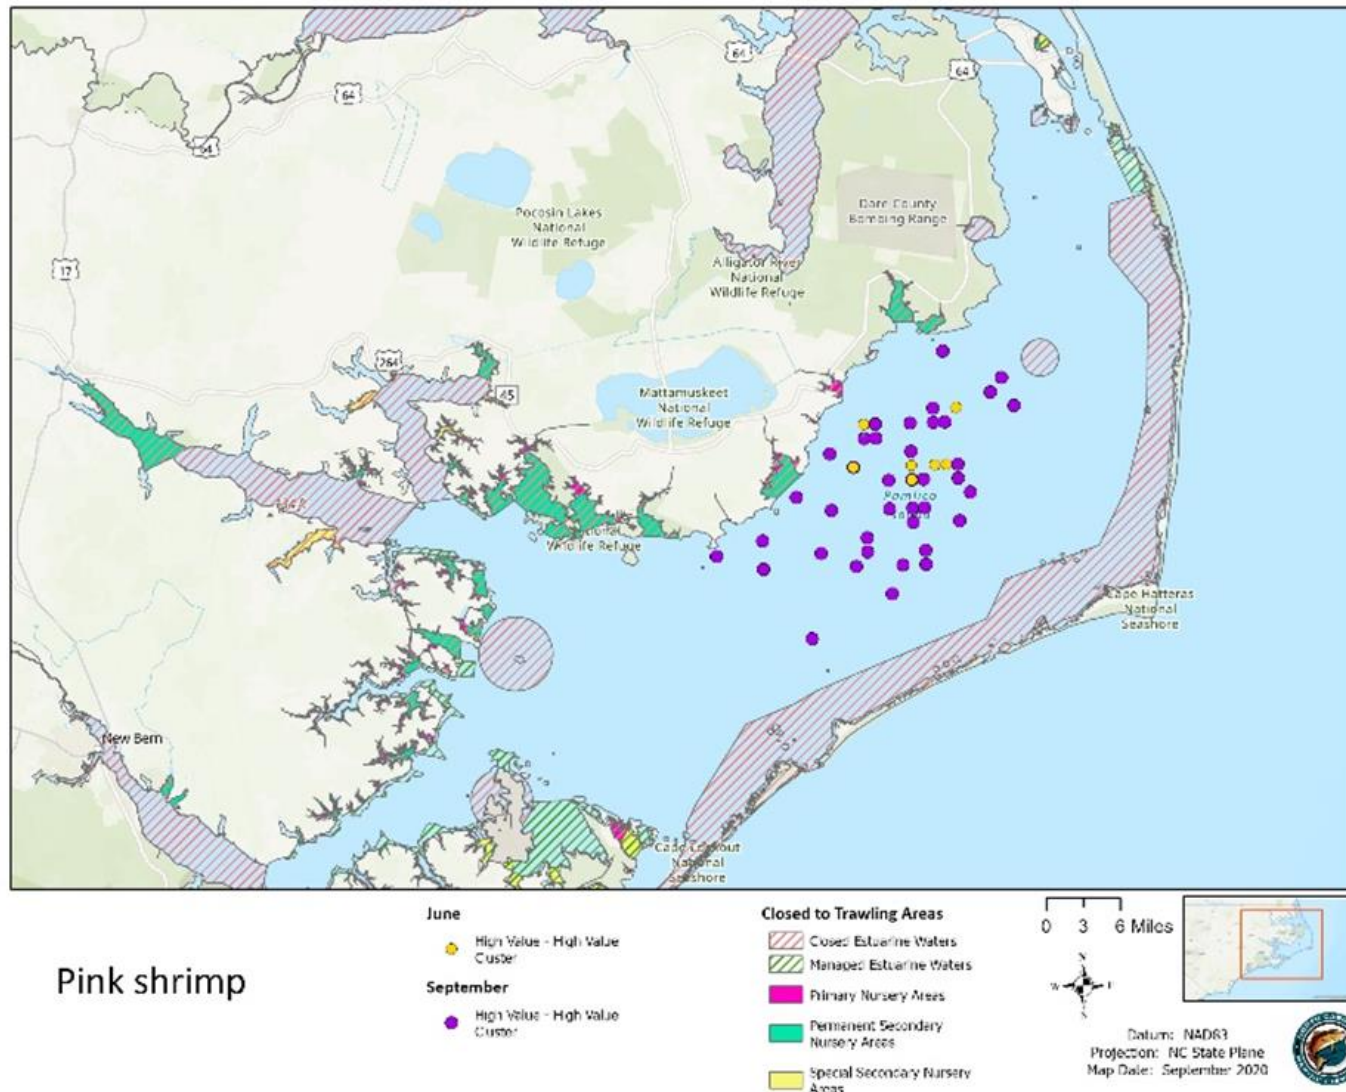 64
64
64
64
17
Pocosin Lakes
National
Wildlife Refuge
Dare County
Bombing Range
Alligator River
National
Wildlife Refuge
264
45
Mattamuskeet
National
Wildlife Refuge
Pamlico
National
Wildlife Refuge
Cape Hatteras
National
Seashore
New Bern
Cape Lookout
National
Seashore
Pink shrimp
June
High Value - High Value
Cluster
September
High Value - High Value
Cluster
Closed to Trawling Areas
Closed Estuarine Waters
Managed Estuarine Waters
Primary Nursery Areas
Permanent Secondary
Nursery Areas
Special Secondary Nursery
Areas
0 3 6 Miles
N
W E
S
Datum: NAD83
Projection: NC State Plane
Map Date: September 2020